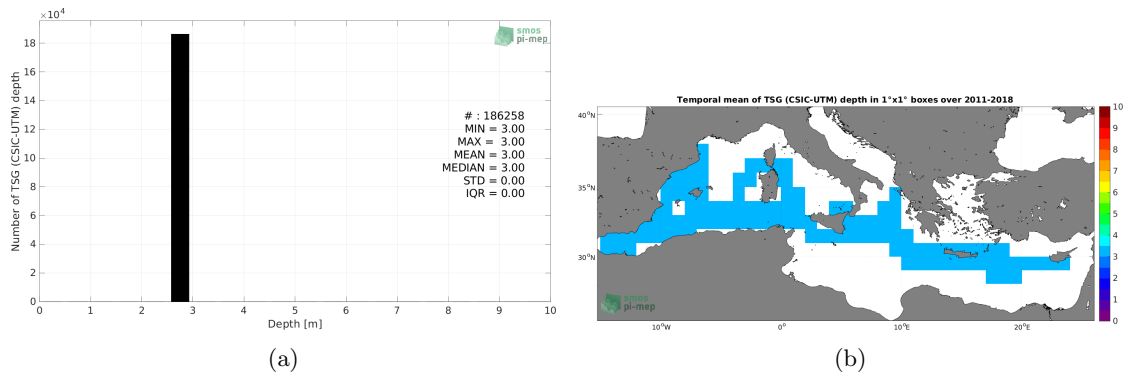 ×10⁴
18
16
14
12
10
8
6
4
2
0
Number of TSG (CSIC-UTM) depth
smos
pi-mep
# : 186258
MIN = 3.00
MAX = 3.00
MEAN = 3.00
MEDIAN = 3.00
STD = 0.00
IQR = 0.00
0 1 2 3 4 5 6 7 8 9 10
Depth [m]
(a)
Temporal mean of TSG (CSIC-UTM) depth in 1°x1° boxes over 2011-2018
40°N
35°N
30°N
smos
pi-mep
10°W 0° 10°E 20°E
10
9
8
7
6
5
4
3
2
1
0
(b)